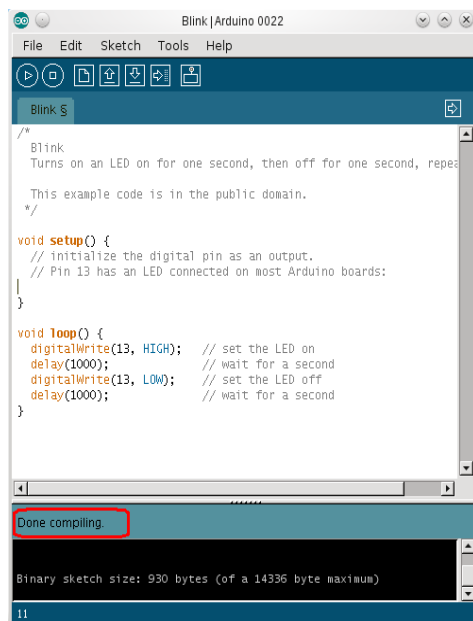 Blink | Arduino 0022
File Edit Sketch Tools Help
Blink §
/*
  Blink
  Turns on an LED on for one second, then off for one second, repea

  This example code is in the public domain.
 */

void setup() {
  // initialize the digital pin as an output.
  // Pin 13 has an LED connected on most Arduino boards:

}

void loop() {
  digitalWrite(13, HIGH);   // set the LED on
  delay(1000);              // wait for a second
  digitalWrite(13, LOW);    // set the LED off
  delay(1000);              // wait for a second
}
Done compiling.
Binary sketch size: 930 bytes (of a 14336 byte maximum)
11